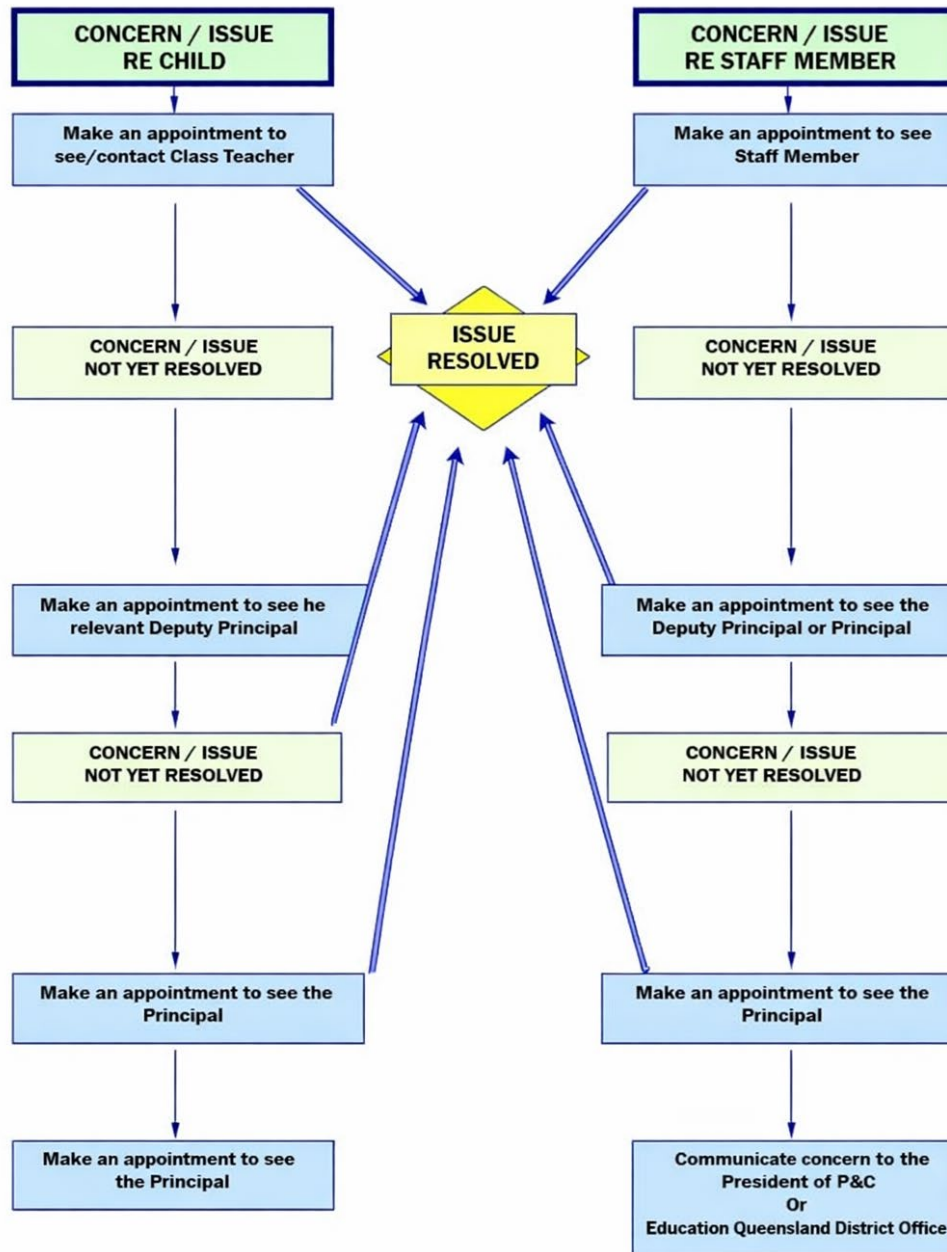 CONCERN / ISSUE
RE CHILD
Make an appointment to
see/contact Class Teacher
CONCERN / ISSUE
NOT YET RESOLVED
Make an appointment to see he
relevant Deputy Principal
CONCERN / ISSUE
NOT YET RESOLVED
Make an appointment to see the
Principal
Make an appointment to see
the Principal
ISSUE
RESOLVED
CONCERN / ISSUE
RE STAFF MEMBER
Make an appointment to see
Staff Member
CONCERN / ISSUE
NOT YET RESOLVED
Make an appointment to see the
Deputy Principal or Principal
CONCERN / ISSUE
NOT YET RESOLVED
Make an appointment to see the
Principal
Communicate concern to the
President of P&C
Or
Education Queensland District Office